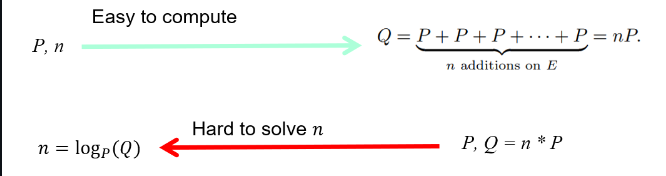 Easy to compute
P, n
Q = P + P + P + ··· + P = nP.
n additions on E
Hard to solve n
n = log_P(Q)
P, Q = n * P